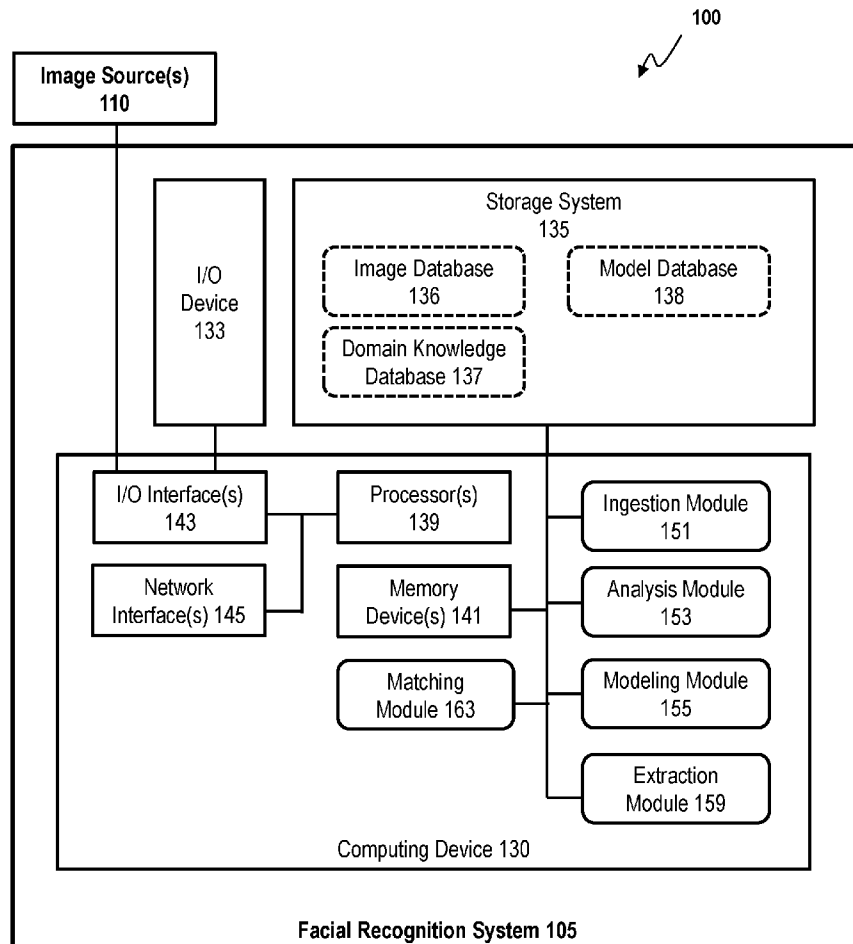 100
Image Source(s)
110
Storage System
135
Image Database
136
Model Database
138
I/O
Device
133
Domain Knowledge
Database 137
I/O Interface(s)
143
Processor(s)
139
Ingestion Module
151
Network
Interface(s) 145
Memory
Device(s) 141
Analysis Module
153
Matching
Module 163
Modeling Module
155
Extraction
Module 159
Computing Device 130
Facial Recognition System 105